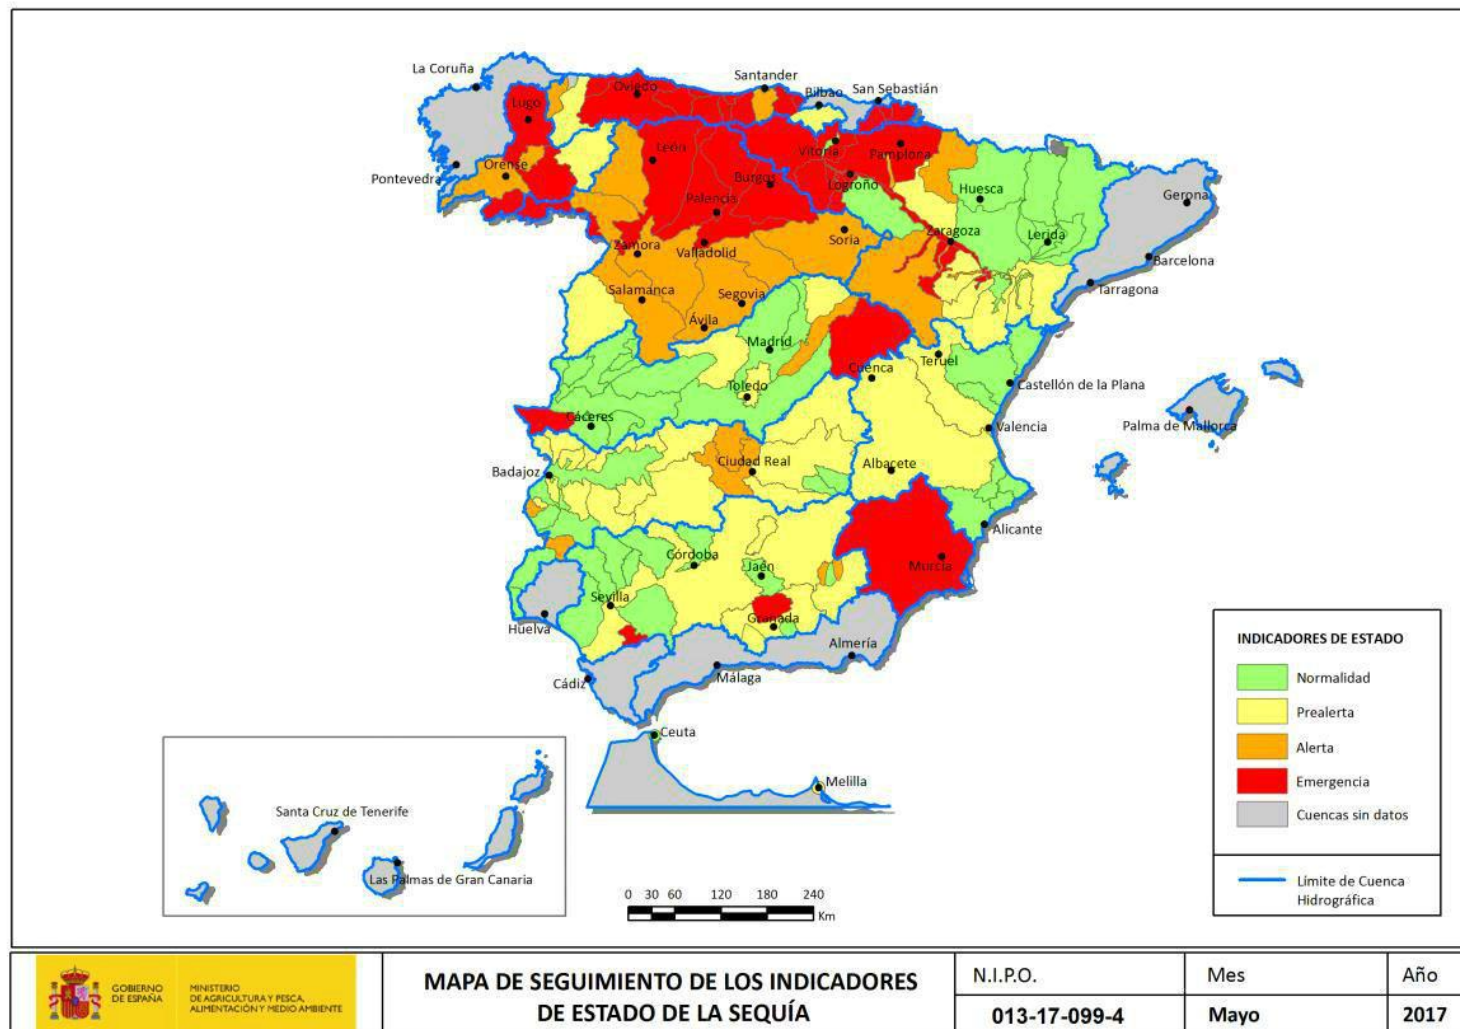 La Coruña
Lugo
Oviedo
Santander
Bilbao
San Sebastián
Pontevedra
Orense
León
Burgos
Palencia
Vitoria
Pamplona
Logroño
Huesca
Gerona
Zamora
Valladolid
Soria
Zaragoza
Lerida
Barcelona
Tarragona
Salamanca
Segovia
Ávila
Madrid
Teruel
Toledo
Cuenca
Castellón de la Plana
Cáceres
Valencia
Palma de Mallorca
Badajoz
Ciudad Real
Albacete
Alicante
Córdoba
Jaén
Murcia
Sevilla
Huelva
Granada
Almería
Cádiz
Málaga
Ceuta
Melilla
Santa Cruz de Tenerife
Las Palmas de Gran Canaria
0 30 60 120 180 240
Km
INDICADORES DE ESTADO
Normalidad
Prealerta
Alerta
Emergencia
Cuencas sin datos
Límite de Cuenca
Hidrográfica
GOBIERNO
DE ESPAÑA
MINISTERIO
DE AGRICULTURA Y PESCA,
ALIMENTACIÓN Y MEDIO AMBIENTE
MAPA DE SEGUIMIENTO DE LOS INDICADORES
DE ESTADO DE LA SEQUÍA
N.I.P.O.
013-17-099-4
Mes
Mayo
Año
2017